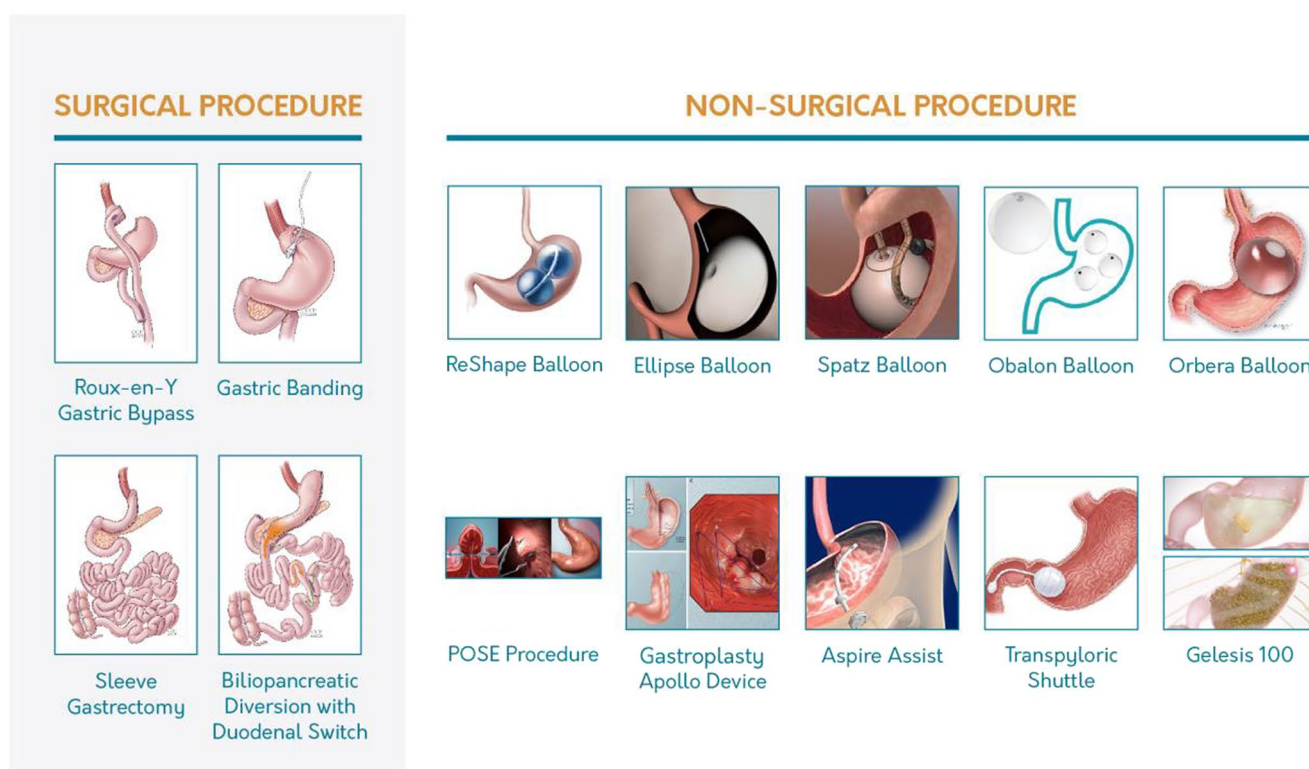 SURGICAL PROCEDURE
NON-SURGICAL PROCEDURE
Roux-en-Y
Gastric Bypass
Gastric Banding
ReShape Balloon
Ellipse Balloon
Spatz Balloon
Obalon Balloon
Orbera Balloon
Sleeve
Gastrectomy
Biliopancreatic
Diversion with
Duodenal Switch
POSE Procedure
Gastroplasty
Apollo Device
Aspire Assist
Transpyloric
Shuttle
Gelesis 100